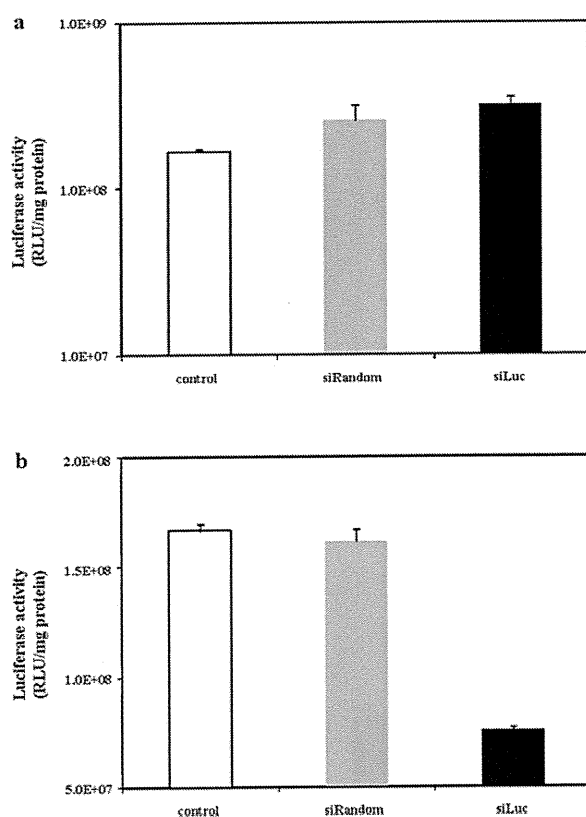 a
1.0E+09
1.0E+08
1.0E+07
Luciferase activity
(RLU/mg protein)
control
siRandom
siLuc
b
2.0E+08
1.5E+08
1.0E+08
5.0E+07
Luciferase activity
(RLU/mg protein)
control
siRandom
siLuc